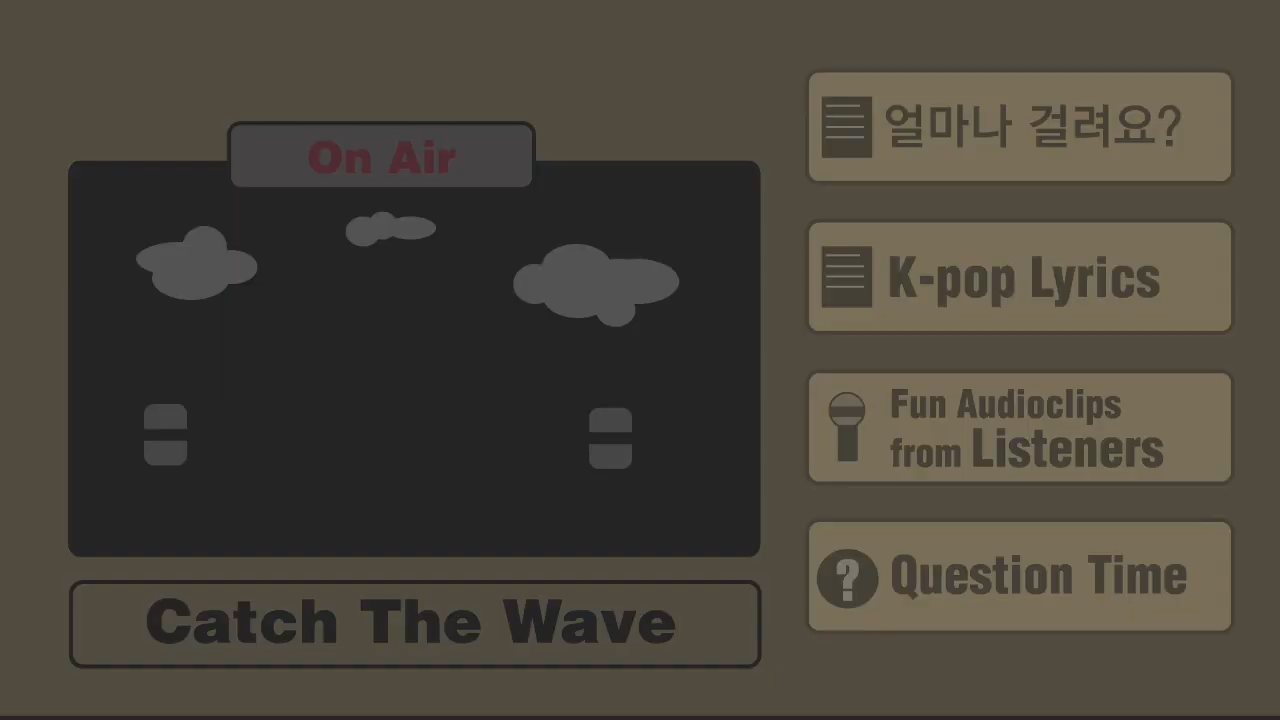 On Air
Catch The Wave
얼마나 걸려요?
K-pop Lyrics
Fun Audioclips
from Listeners
Question Time